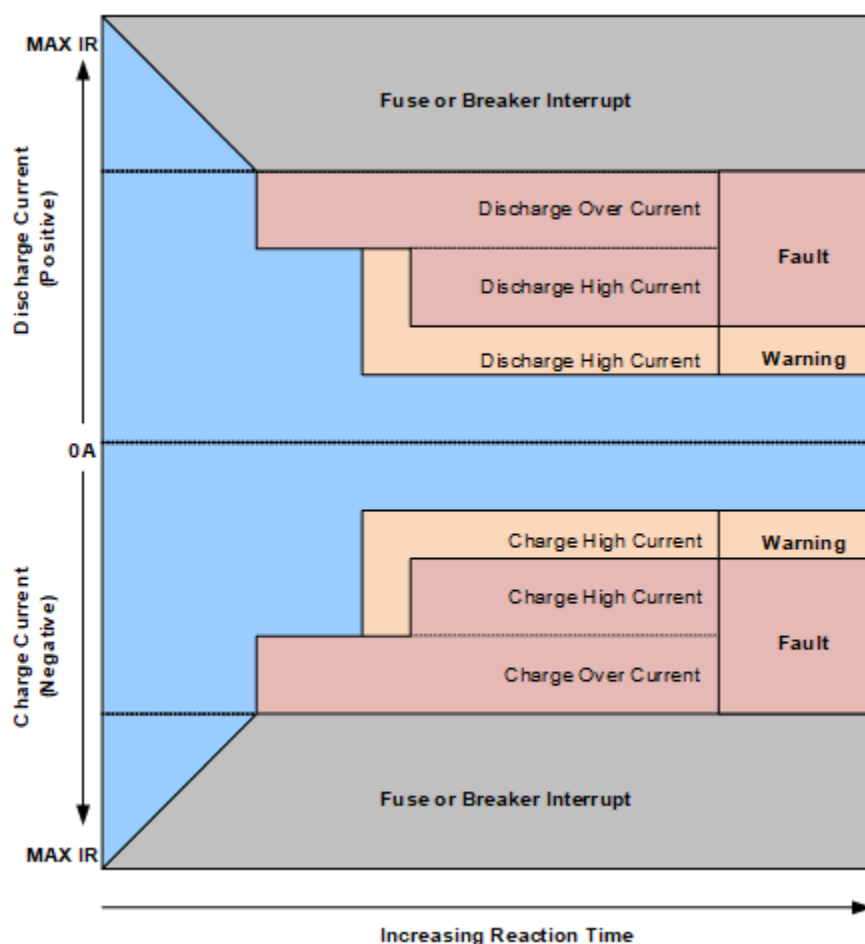 MAX IR
Fuse or Breaker Interrupt
Discharge Current
(Positive)
Discharge Over Current
Fault
Discharge High Current
Discharge High Current
Warning
0A
Charge High Current
Warning
Charge High Current
Fault
Charge Over Current
Charge Current
(Negative)
Fuse or Breaker Interrupt
MAX IR
Increasing Reaction Time